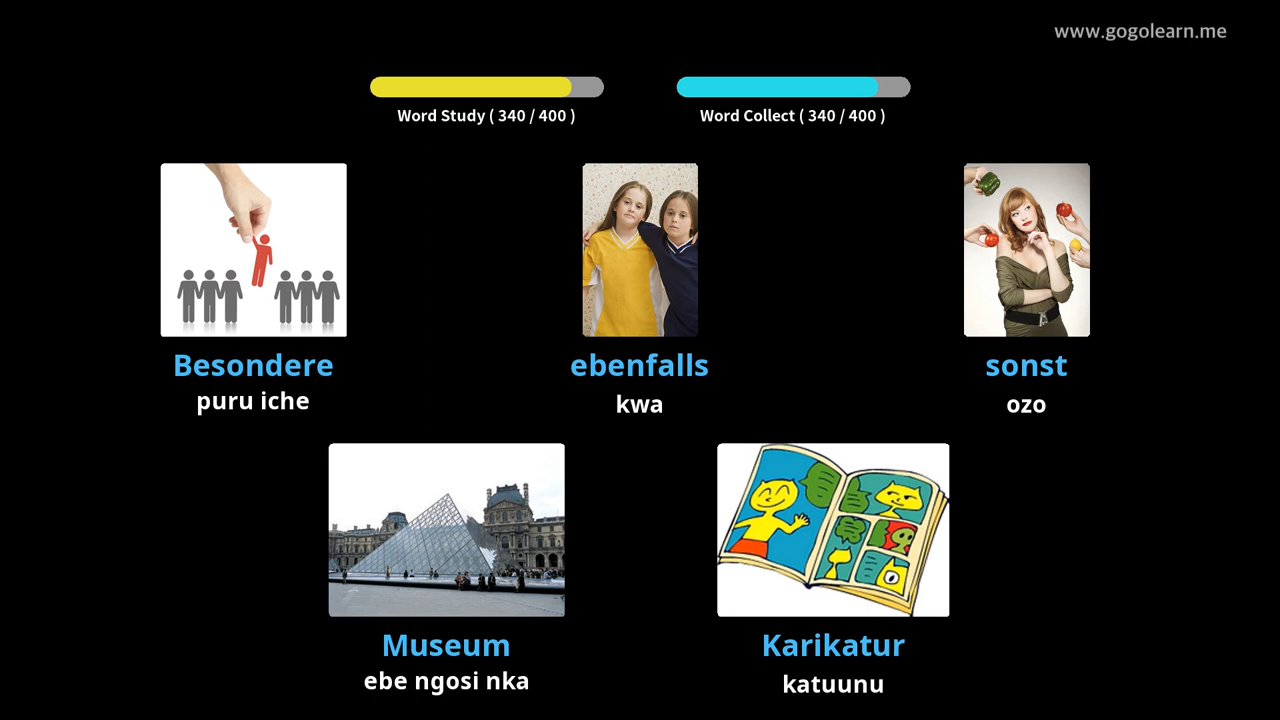 www.gogolearn.me
Word Study ( 340 / 400 )
Word Collect ( 340 / 400 )
Besondere
puru iche
ebenfalls
kwa
sonst
ozo
Museum
ebe ngosi nka
Karikatur
katuunu